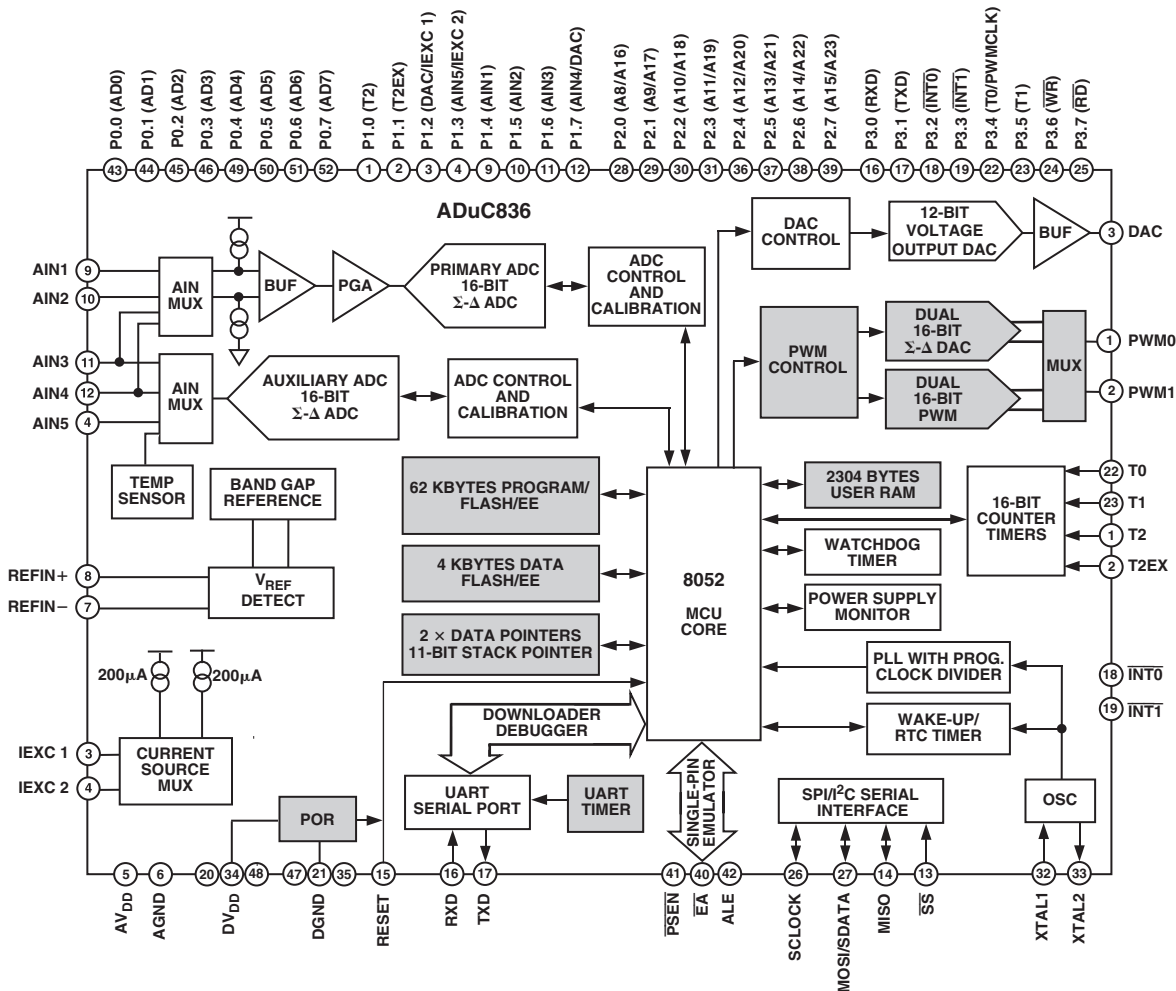 P0.0 (AD0)
P0.1 (AD1)
P0.2 (AD2)
P0.3 (AD3)
P0.4 (AD4)
P0.5 (AD5)
P0.6 (AD6)
P0.7 (AD7)
P1.0 (T2)
P1.1 (T2EX)
P1.2 (DAC/IEXC 1)
P1.3 (AIN5/IEXC 2)
P1.4 (AIN1)
P1.5 (AIN2)
P1.6 (AIN3)
P1.7 (AIN4/DAC)
P2.0 (A8/A16)
P2.1 (A9/A17)
P2.2 (A10/A18)
P2.3 (A11/A19)
P2.4 (A12/A20)
P2.5 (A13/A21)
P2.6 (A14/A22)
P2.7 (A15/A23)
P3.0 (RXD)
P3.1 (TXD)
P3.2 (INT0)
P3.3 (INT1)
P3.4 (T0/PWMCLK)
P3.5 (T1)
P3.6 (WR)
P3.7 (RD)
43 44 45 46 49 50 51 52 1 2 3 4 9 10 11 12 28 29 30 31 36 37 38 39 16 17 18 19 22 23 24 25
ADuC836
AIN1 9
AIN2 10
AIN3 11
AIN4 12
AIN5 4
AIN
MUX
BUF
PGA
PRIMARY ADC
16-BIT
Σ-Δ ADC
ADC
CONTROL
AND
CALIBRATION
DAC
CONTROL
12-BIT
VOLTAGE
OUTPUT DAC
BUF
3 DAC
AIN
MUX
AUXILIARY ADC
16-BIT
Σ-Δ ADC
ADC CONTROL
AND
CALIBRATION
PWM
CONTROL
DUAL
16-BIT
Σ-Δ DAC
DUAL
16-BIT
PWM
MUX
1 PWM0
2 PWM1
TEMP
SENSOR
BAND GAP
REFERENCE
REFIN+ 8
REFIN− 7
VREF
DETECT
62 KBYTES PROGRAM/
FLASH/EE
4 KBYTES DATA
FLASH/EE
2 × DATA POINTERS
11-BIT STACK POINTER
8052
MCU
CORE
2304 BYTES
USER RAM
WATCHDOG
TIMER
POWER SUPPLY
MONITOR
PLL WITH PROG.
CLOCK DIVIDER
WAKE-UP/
RTC TIMER
16-BIT
COUNTER
TIMERS
22 T0
23 T1
1 T2
2 T2EX
18 INT0
19 INT1
200µA
200µA
IEXC 1 3
IEXC 2 4
CURRENT
SOURCE
MUX
DOWNLOADER
DEBUGGER
POR
UART
SERIAL PORT
UART
TIMER
SINGLE-PIN
EMULATOR
SPI/I2C SERIAL
INTERFACE
OSC
5 6 20 34 48 47 21 35 15 16 17 41 40 42 26 27 14 13 32 33
AVDD
AGND
DVDD
DGND
RESET
RXD
TXD
PSEN
EA
ALE
SCLOCK
MOSI/SDATA
MISO
SS
XTAL1
XTAL2